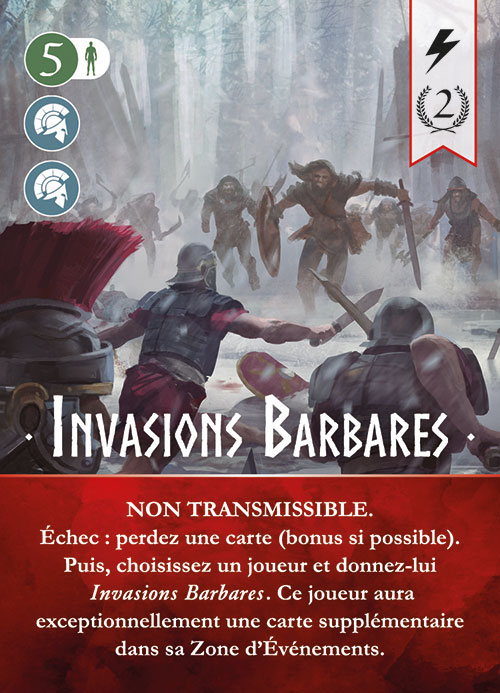 5
2
· INVASIONS BARBARES ·
NON TRANSMISSIBLE.
Échec : perdez une carte (bonus si possible).
Puis, choisissez un joueur et donnez-lui
Invasions Barbares. Ce joueur aura
exceptionnellement une carte supplémentaire
dans sa Zone d’Événements.